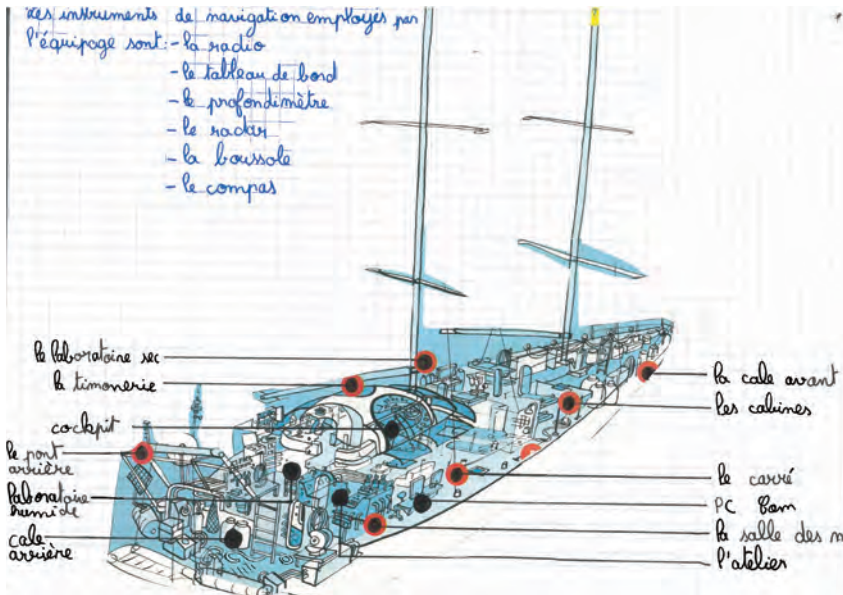 Les instruments de navigation employés par
l'équipage sont: - la radio
- le tableau de bord
- le profondimètre
- le radar
- la boussole
- le compas
le laboratoire sec
la timonerie
cockpit
le pont
arrière
laboratoire
humide
cale
arrière
la cale avant
les cabines
le carré
PC Com
la salle des m
l'atelier